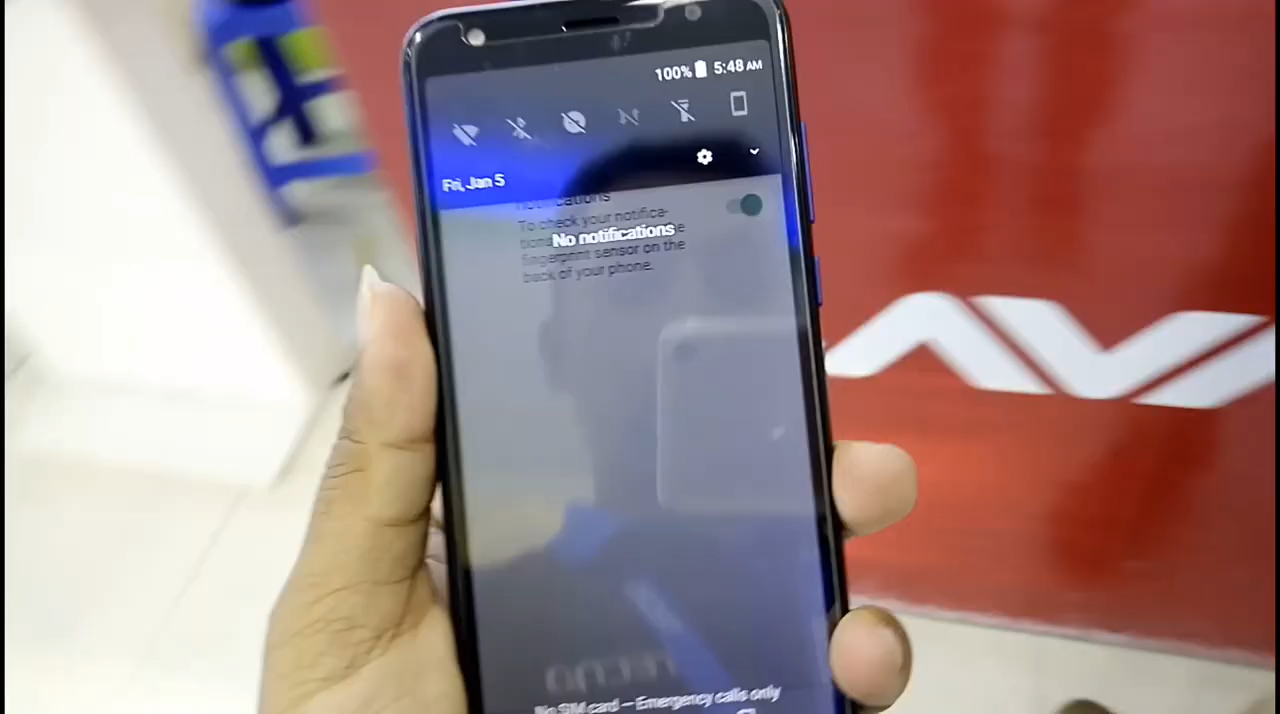 100% 5:48 AM
Fri, Jan 5
notifications
To check your notifica-
tions
No notifications
fingerprint sensor on the
back of your phone.
No SIM card — Emergency calls only
AVA